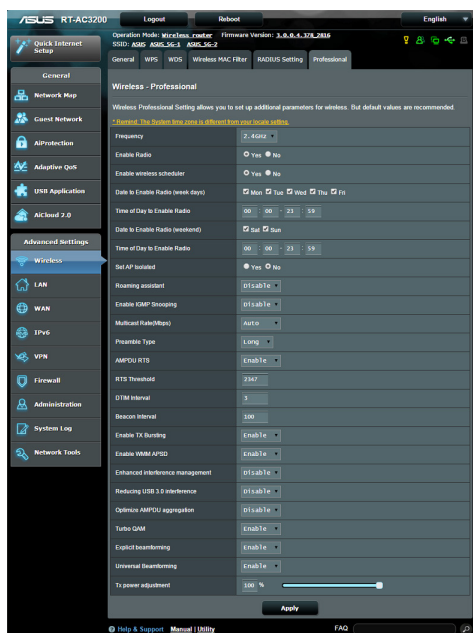 ASUS RT-AC3200 Logout Reboot English
Operation Mode: Wireless router Firmware Version: 3.0.0.4.378_2816
SSID: ASUS ASUS_5G-1 ASUS_5G-2
Quick Internet Setup
General
Network Map
Guest Network
AiProtection
Adaptive QoS
USB Application
AiCloud 2.0
Advanced Settings
Wireless
LAN
WAN
IPv6
VPN
Firewall
Administration
System Log
Network Tools
General WPS WDS Wireless MAC Filter RADIUS Setting Professional
Wireless - Professional
Wireless Professional Setting allows you to set up additional parameters for wireless. But default values are recommended.
* Remind: The System time zone is different from your locale setting.
Frequency 2.4GHz
Enable Radio Yes No
Enable wireless scheduler Yes No
Date to Enable Radio (week days) Mon Tue Wed Thu Fri
Time of Day to Enable Radio 00 : 00 - 23 : 59
Date to Enable Radio (weekend) Sat Sun
Time of Day to Enable Radio 00 : 00 - 23 : 59
Set AP Isolated Yes No
Roaming assistant Disable
Enable IGMP Snooping Disable
Multicast Rate(Mbps) Auto
Preamble Type Long
AMPDU RTS Enable
RTS Threshold 2347
DTIM Interval 3
Beacon Interval 100
Enable TX Bursting Enable
Enable WMM APSD Enable
Enhanced interference management Disable
Reducing USB 3.0 interference Disable
Optimize AMPDU aggregation Disable
Turbo QAM Enable
Explicit beamforming Enable
Universal Beamforming Enable
Tx power adjustment 100 %
Apply
Help & Support Manual | Utility FAQ